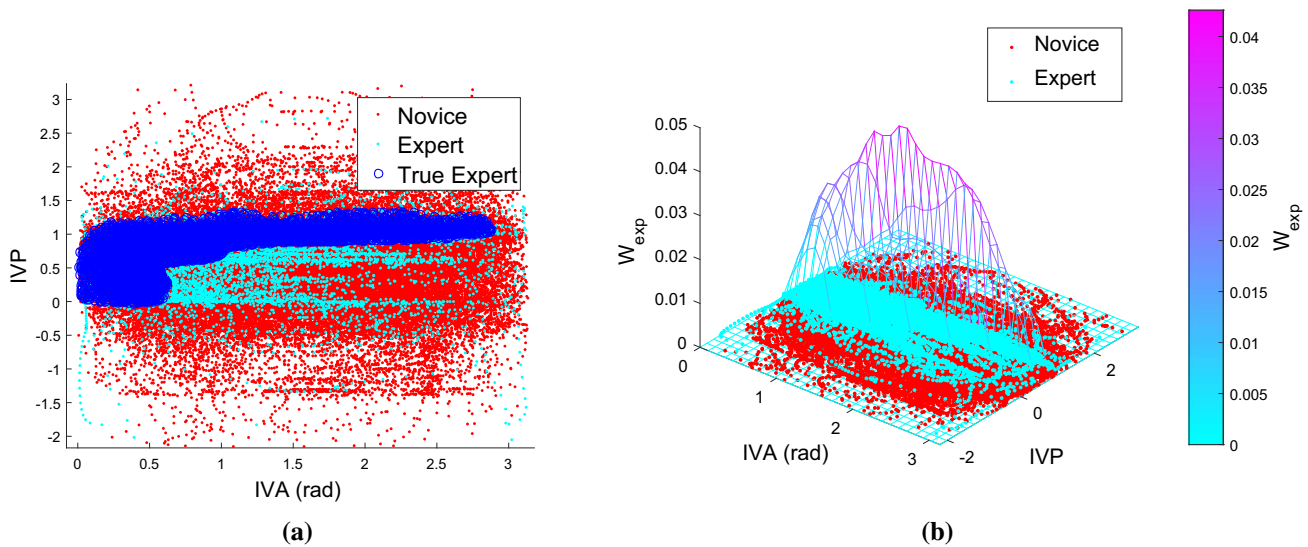 3
2.5
2
1.5
1
0.5
0
-0.5
-1
-1.5
-2
IVP
0 0.5 1 1.5 2 2.5 3
IVA (rad)
Novice
Expert
True Expert
(a)
Novice
Expert
0.05
0.04
0.03
0.02
0.01
0
W_exp
0 1 2 3
IVA (rad)
-2 0 2
IVP
0.04
0.035
0.03
0.025
0.02
0.015
0.01
0.005
0
W_exp
(b)